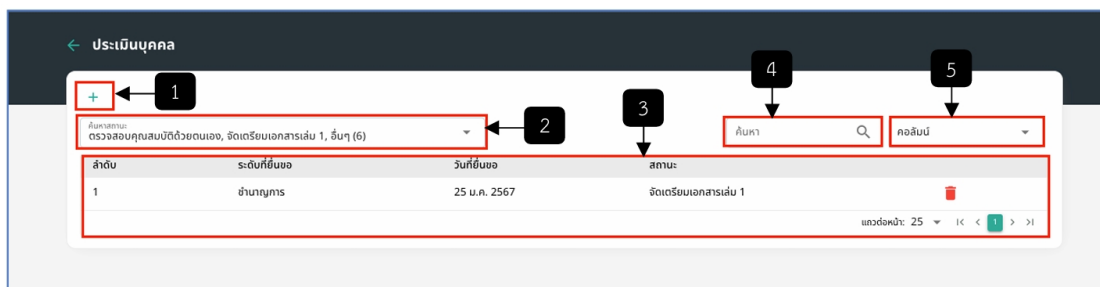 ประเมินบุคคล
+
1
4
5
ค้นหาสถานะ
ตรวจสอบคุณสมบัติด้วยตนเอง, จัดเตรียมเอกสารเล่ม 1, อื่นๆ (6)
2
3
ค้นหา
คอลัมน์
ลำดับ ระดับที่ยื่นขอ วันที่ยื่นขอ สถานะ
1 ชำนาญการ 25 ม.ค. 2567 จัดเตรียมเอกสารเล่ม 1
แถวต่อหน้า: 25 1